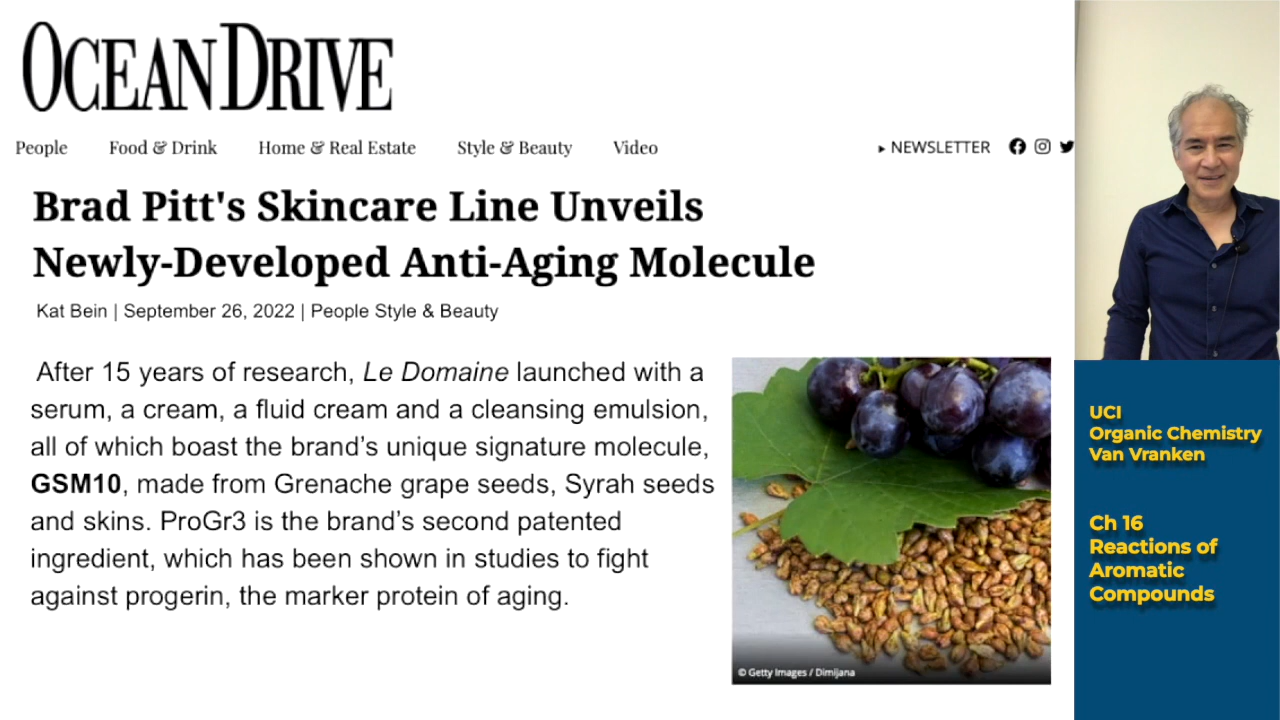 OCEAN DRIVE
People Food & Drink Home & Real Estate Style & Beauty Video ▸ NEWSLETTER
Brad Pitt's Skincare Line Unveils
Newly-Developed Anti-Aging Molecule
Kat Bein | September 26, 2022 | People Style & Beauty
After 15 years of research, Le Domaine launched with a
serum, a cream, a fluid cream and a cleansing emulsion,
all of which boast the brand’s unique signature molecule,
GSM10, made from Grenache grape seeds, Syrah seeds
and skins. ProGr3 is the brand’s second patented
ingredient, which has been shown in studies to fight
against progerin, the marker protein of aging.
© Getty Images / Dimijana
UCI
Organic Chemistry
Van Vranken
Ch 16
Reactions of
Aromatic
Compounds